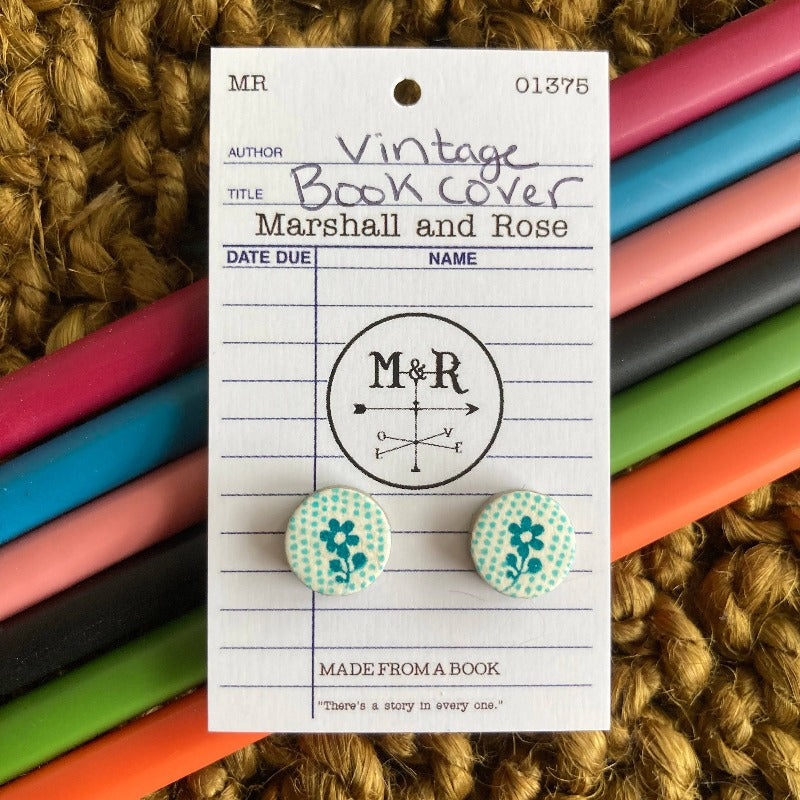 MR 01375
AUTHOR Vintage
TITLE Book cover
Marshall and Rose
DATE DUE NAME
M&R
O V
L E
MADE FROM A BOOK
"There's a story in every one."